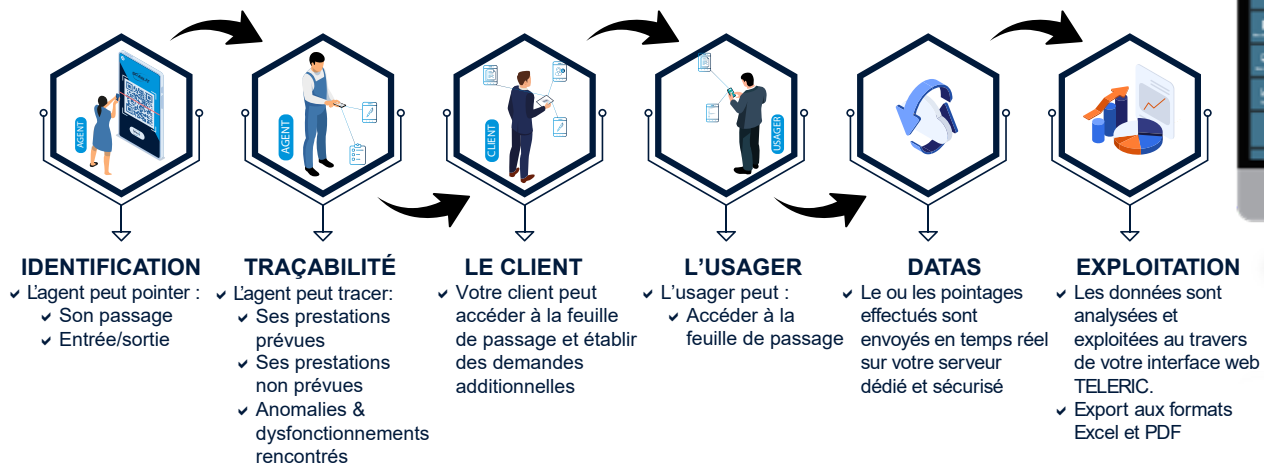 AGENT
AGENT
CLIENT
USAGER
IDENTIFICATION
L'agent peut pointer :
Son passage
Entrée/sortie
TRAÇABILITÉ
L'agent peut tracer:
Ses prestations
prévues
Ses prestations
non prévues
Anomalies &
dysfonctionnements
rencontrés
LE CLIENT
Votre client peut
accéder à la feuille
de passage et établir
des demandes
additionnelles
L'USAGER
L'usager peut :
Accéder à la
feuille de passage
DATAS
Le ou les pointages
effectués sont
envoyés en temps réel
sur votre serveur
dédié et sécurisé
EXPLOITATION
Les données sont
analysées et
exploitées au travers
de votre interface web
TELERIC.
Export aux formats
Excel et PDF